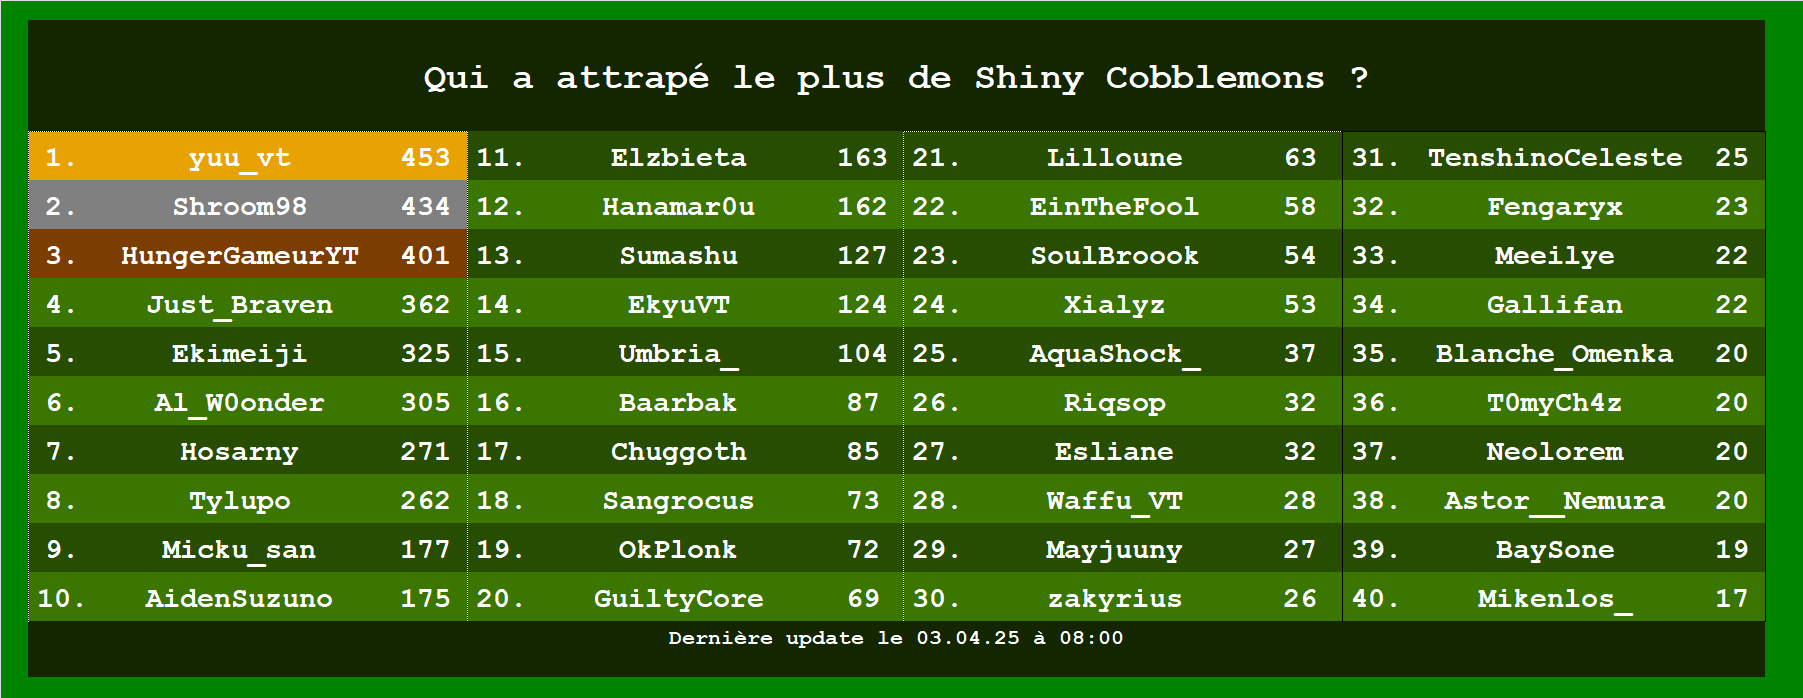 Qui a attrapé le plus de Shiny Cobblemons ?
1. yuu_vt 453 11. Elzbieta 163 21. Lilloune 63 31. TenshinoCeleste 25
2. Shroom98 434 12. Hanamar0u 162 22. EinTheFool 58 32. Fengaryx 23
3. HungerGameurYT 401 13. Sumashu 127 23. SoulBroook 54 33. Meeilye 22
4. Just_Braven 362 14. EkyuVT 124 24. Xialyz 53 34. Gallifan 22
5. Ekimeiji 325 15. Umbria_ 104 25. AquaShock_ 37 35. Blanche_Omenka 20
6. Al_W0onder 305 16. Baarbak 87 26. Riqsop 32 36. T0myCh4z 20
7. Hosarny 271 17. Chuggoth 85 27. Esliane 32 37. Neolorem 20
8. Tylupo 262 18. Sangrocus 73 28. Waffu_VT 28 38. Astor__Nemura 20
9. Micku_san 177 19. OkPlonk 72 29. Mayjuuny 27 39. BaySone 19
10. AidenSuzuno 175 20. GuiltyCore 69 30. zakyrius 26 40. Mikenlos_ 17
Dernière update le 03.04.25 à 08:00